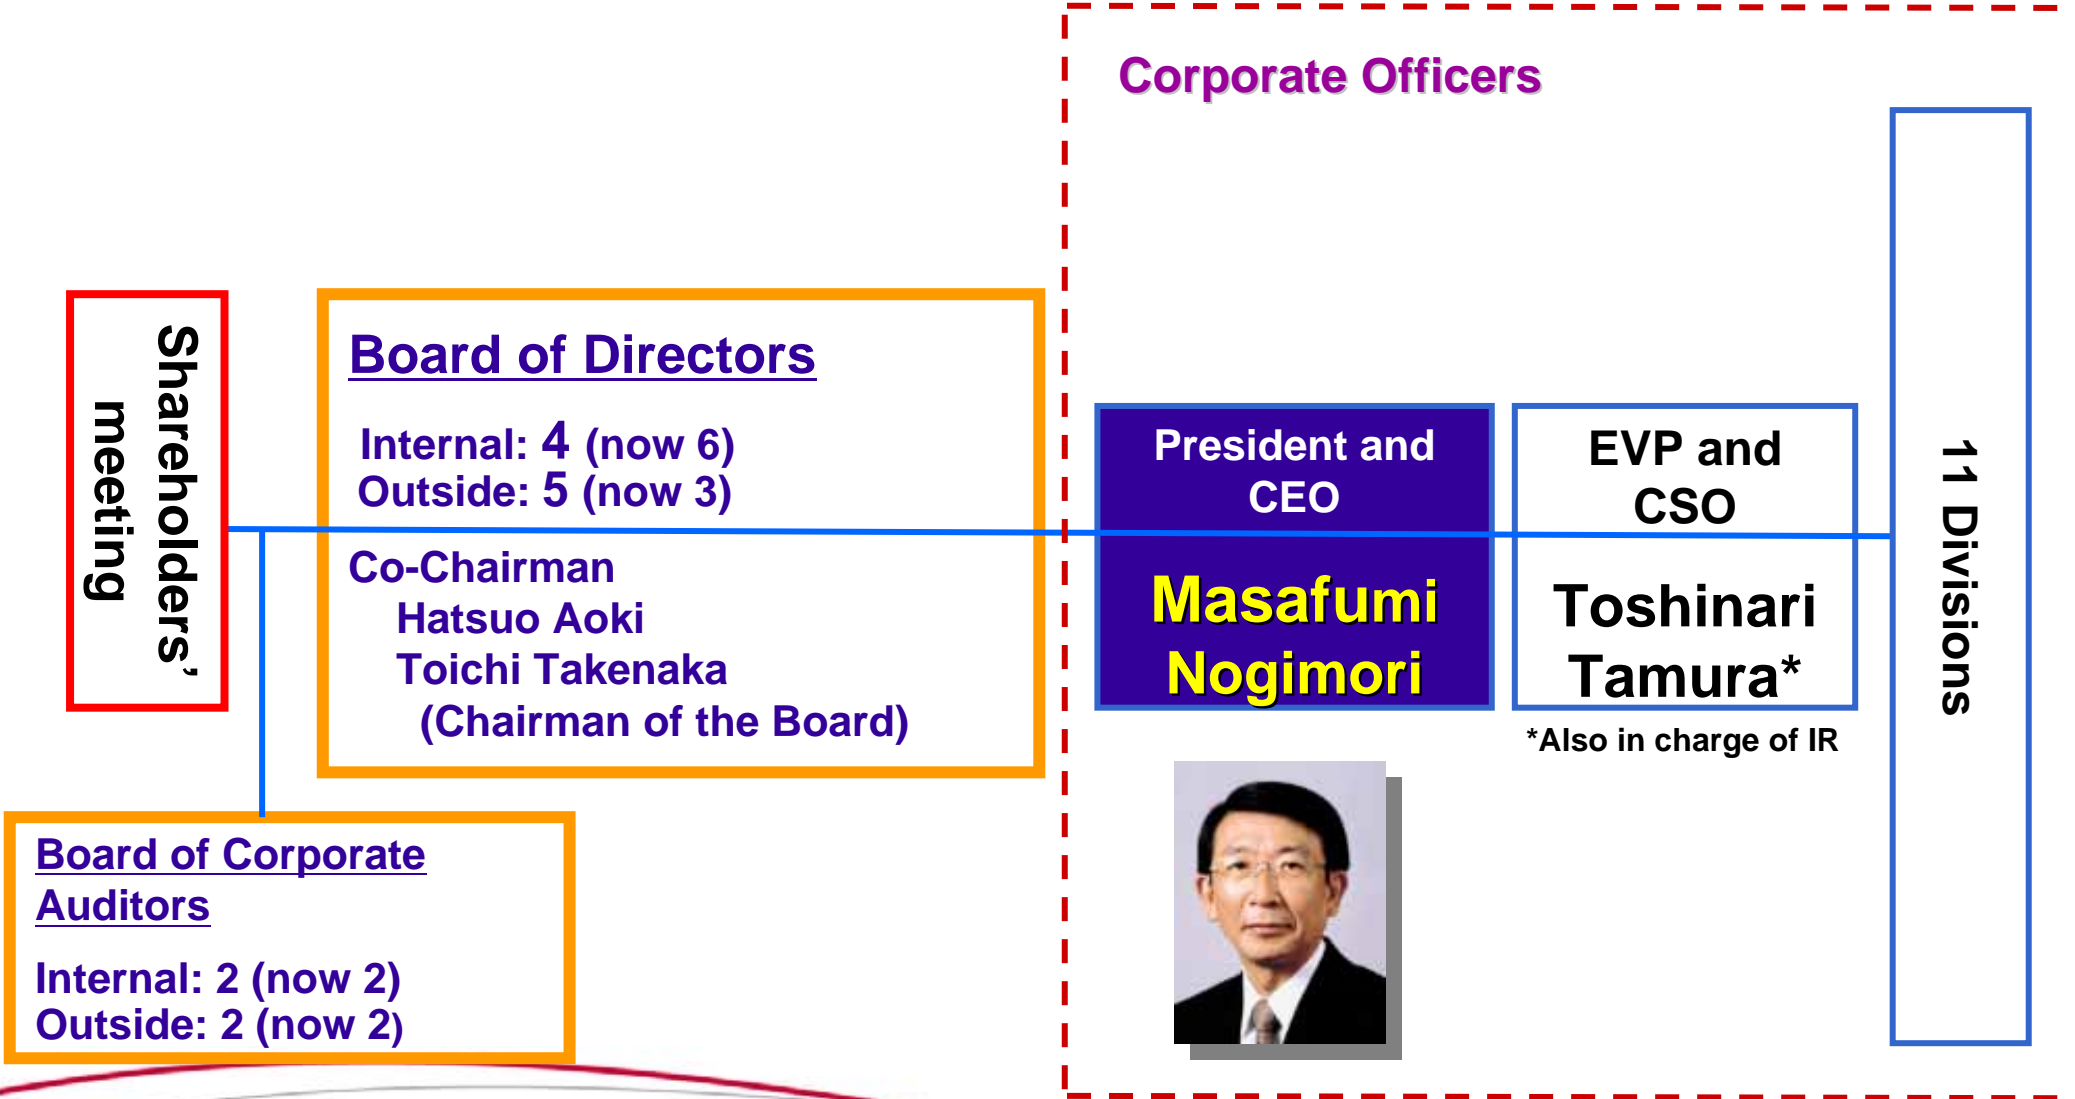 Corporate Officers
Shareholders’
meeting
Board of Directors
Internal: 4 (now 6)
Outside: 5 (now 3)
Co-Chairman
Hatsuo Aoki
Toichi Takenaka
(Chairman of the Board)
Board of Corporate
Auditors
Internal: 2 (now 2)
Outside: 2 (now 2)
President and
CEO
Masafumi
Nogimori
EVP and
CSO
Toshinari
Tamura*
*Also in charge of IR
11 Divisions